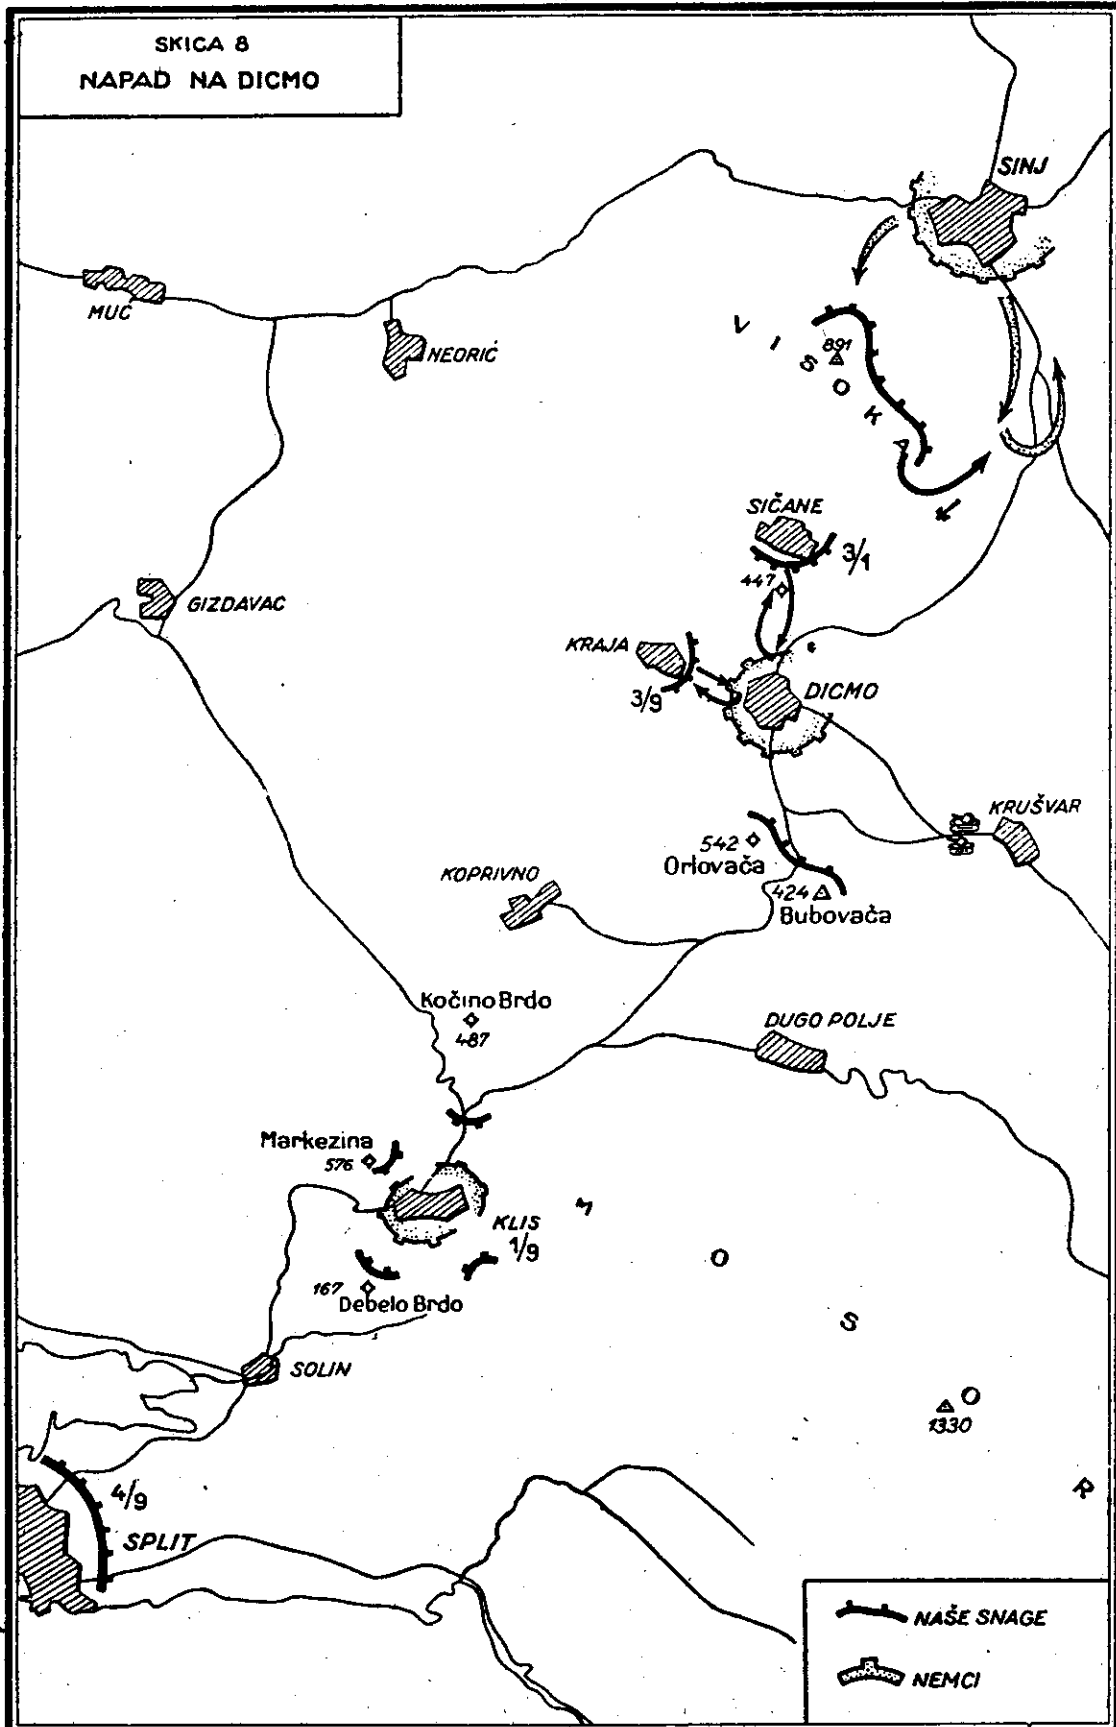 SKICA 8
NAPAD NA DICMO
SINJ
MUĆ
NEORIĆ
VISOKA
891
SIČANE
3/1
447
GIZDAVAC
KRAJA
3/9
DICMO
KRUŠVAR
542
Orlovača
KOPRIVNO
424
Bubovača
Kočino Brdo
487
DUGO POLJE
Markezina
576
KLIS
1/9
167
Debelo Brdo
MOSOR
1330
SOLIN
4/9
SPLIT
NAŠE SNAGE
NEMCI